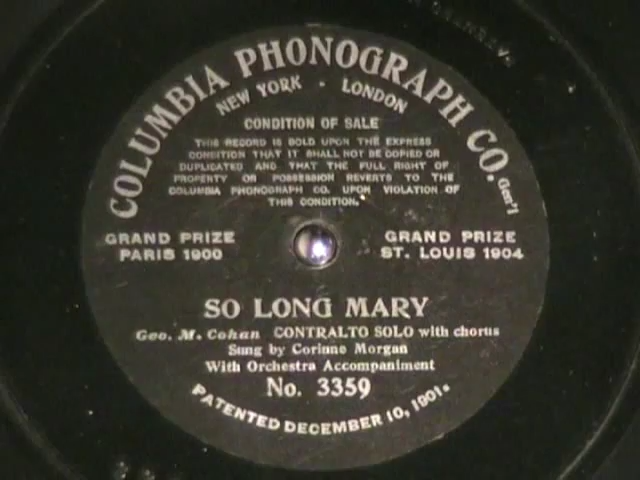 COLUMBIA PHONOGRAPH CO. Gen'l
NEW YORK · LONDON
CONDITION OF SALE
THIS RECORD IS SOLD UPON THE EXPRESS
CONDITION THAT IT SHALL NOT BE COPIED OR
DUPLICATED AND THAT THE FULL RIGHT OF
PROPERTY OR POSSESSION REVERTS TO THE
COLUMBIA PHONOGRAPH CO. UPON VIOLATION OF
THIS CONDITION.
GRAND PRIZE
PARIS 1900
GRAND PRIZE
ST. LOUIS 1904
SO LONG MARY
Geo. M. Cohan CONTRALTO SOLO with chorus
Sung by Corinne Morgan
With Orchestra Accompaniment
No. 3359
PATENTED DECEMBER 10, 1901.